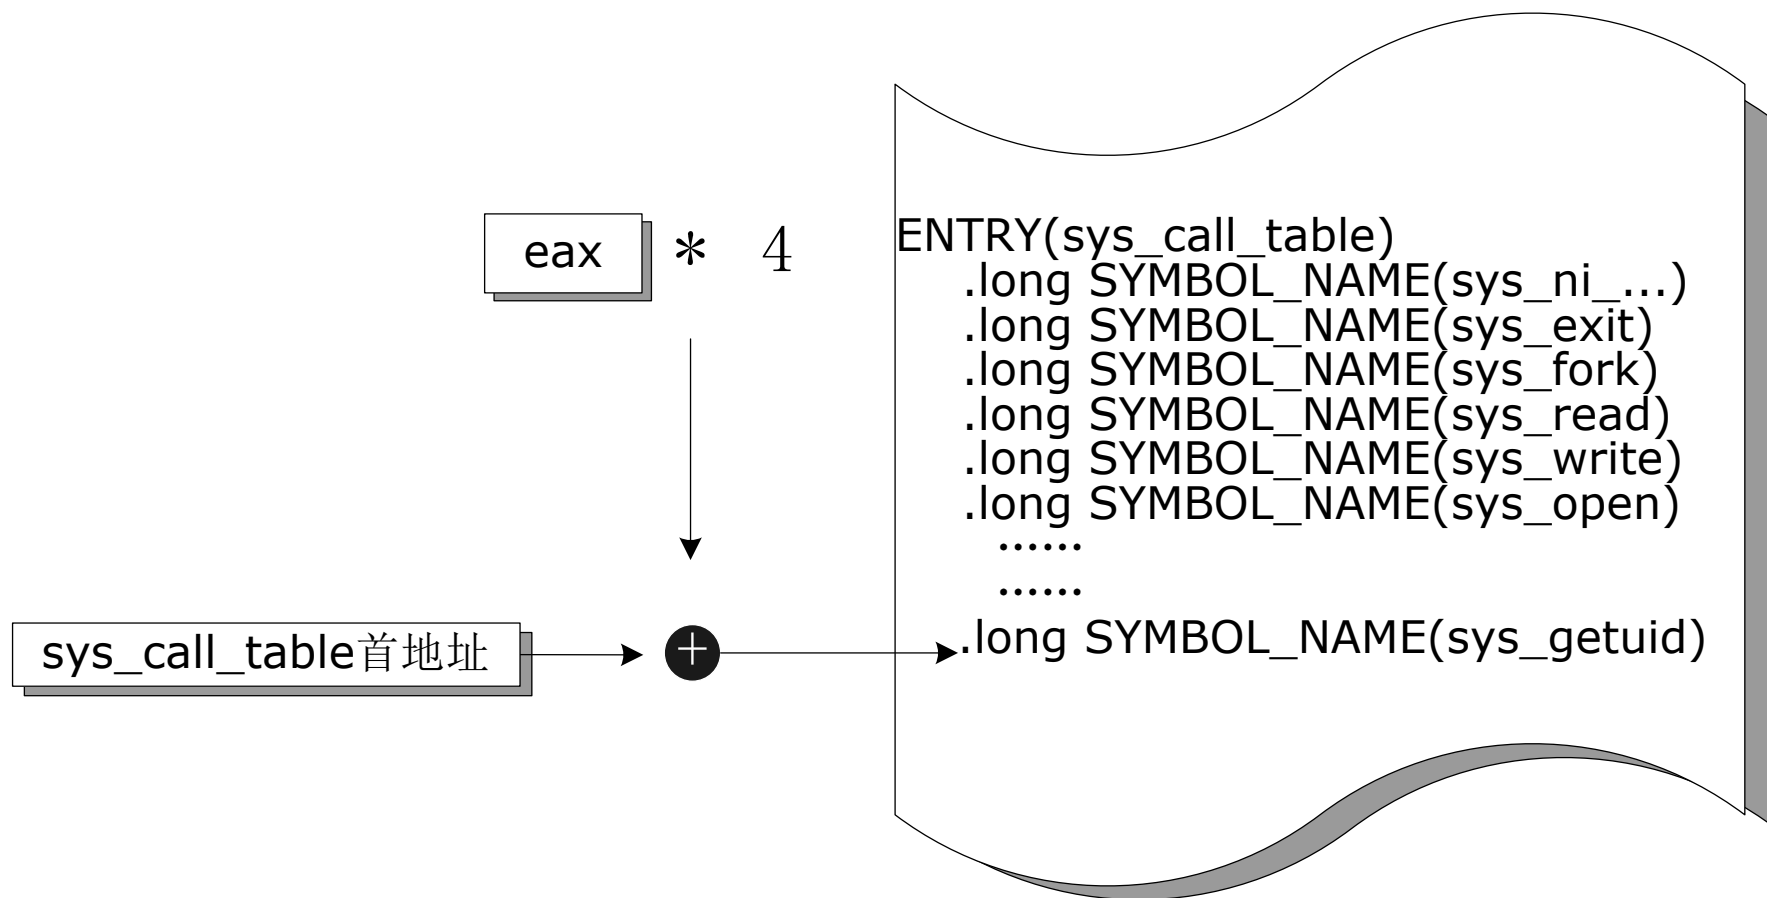 eax * 4
sys_call_table首地址
+
ENTRY(sys_call_table)
.long SYMBOL_NAME(sys_ni_...)
.long SYMBOL_NAME(sys_exit)
.long SYMBOL_NAME(sys_fork)
.long SYMBOL_NAME(sys_read)
.long SYMBOL_NAME(sys_write)
.long SYMBOL_NAME(sys_open)
......
......
.long SYMBOL_NAME(sys_getuid)